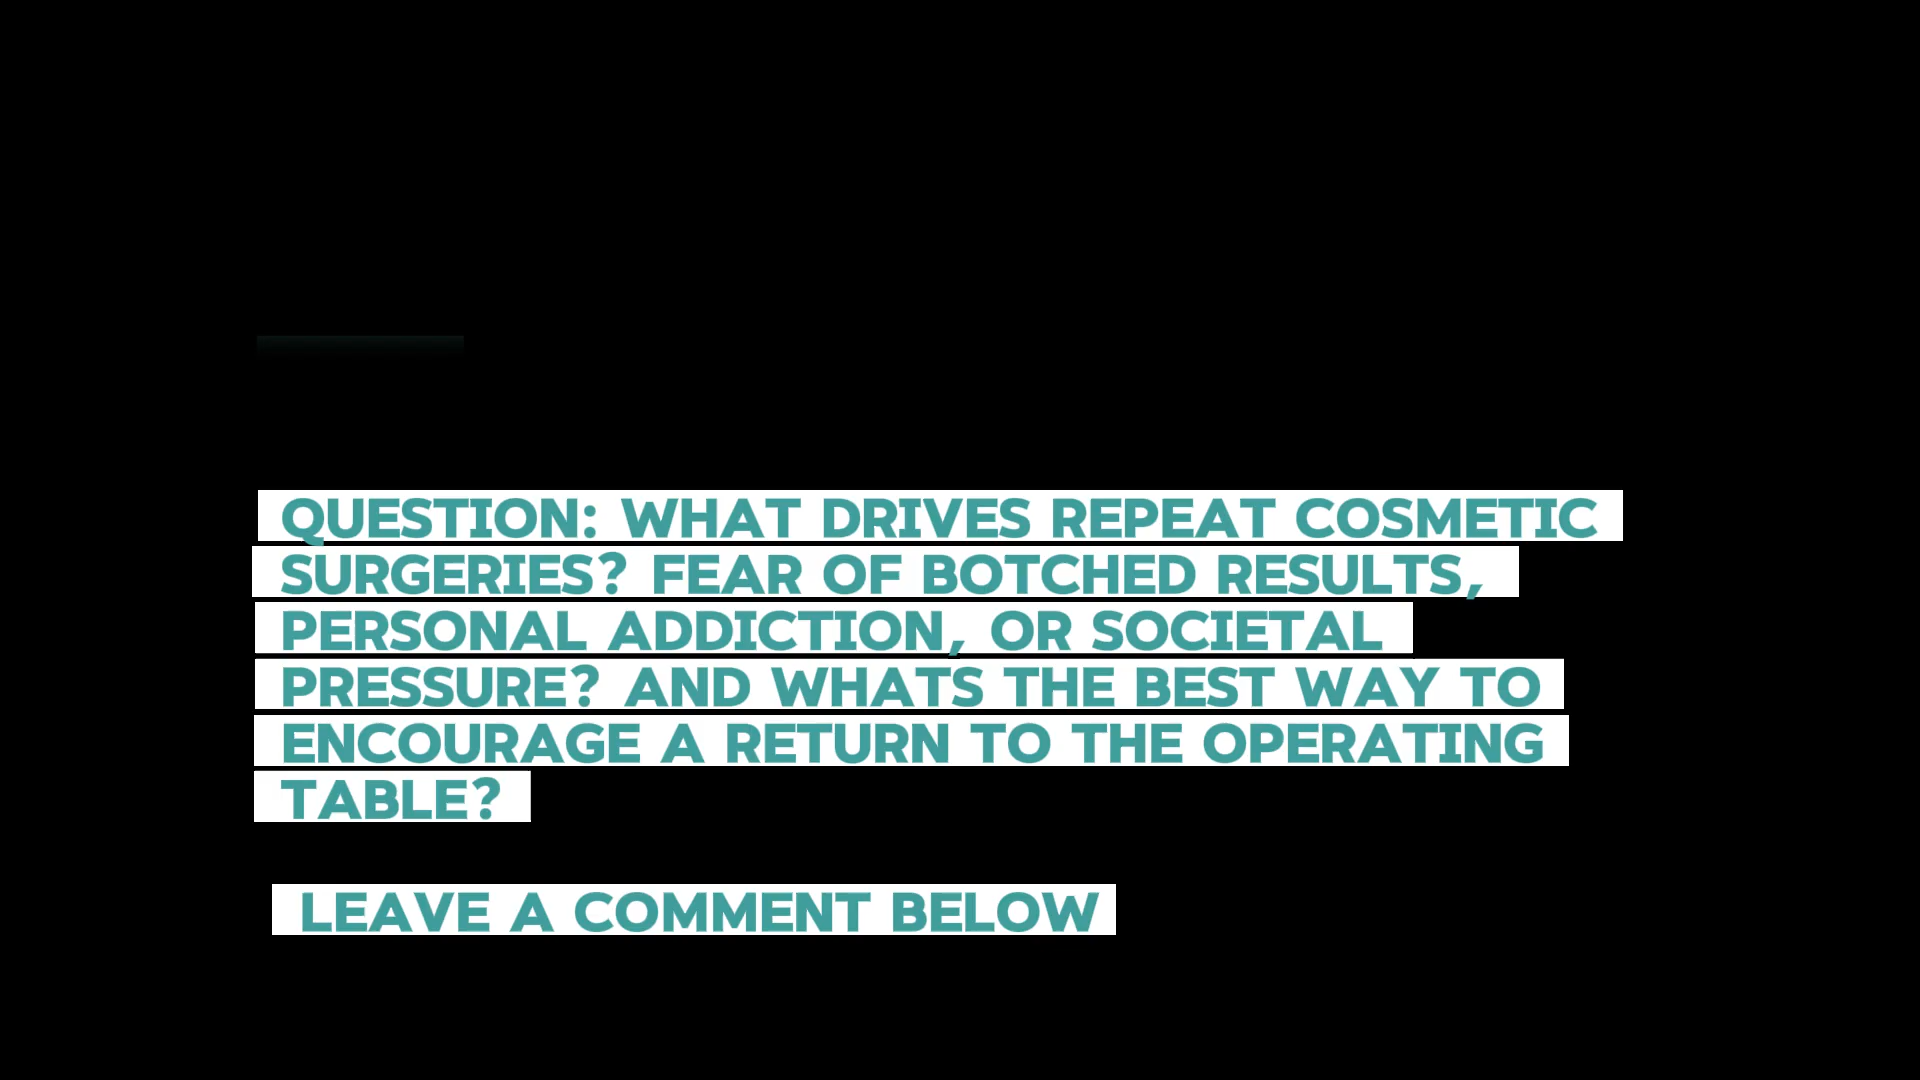 QUESTION: WHAT DRIVES REPEAT COSMETIC
SURGERIES? FEAR OF BOTCHED RESULTS,
PERSONAL ADDICTION, OR SOCIETAL
PRESSURE? AND WHAT'S THE BEST WAY TO
ENCOURAGE A RETURN TO THE OPERATING
TABLE?
LEAVE A COMMENT BELOW